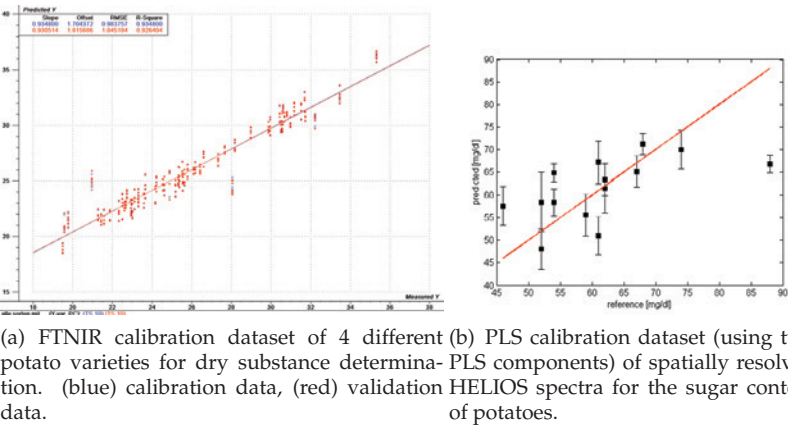 Predicted Y
Slope Offset RMSE R-Square
0.934800 1.704572 0.983757 0.934800
0.930514 1.815806 1.045184 0.926404
40
35
30
25
20
15
18 20 22 24 26 28 30 32 34 36 38
Measured Y
90
85
80
75
70
65
60
55
50
45
40
45 50 55 60 65 70 75 80 85 90
predicted [mg/dl]
reference [mg/dl]
(a) FTNIR calibration dataset of 4 different
potato varieties for dry substance determina-
tion. (blue) calibration data, (red) validation
data.
(b) PLS calibration dataset (using t
PLS components) of spatially resolv
HELIOS spectra for the sugar conte
of potatoes.